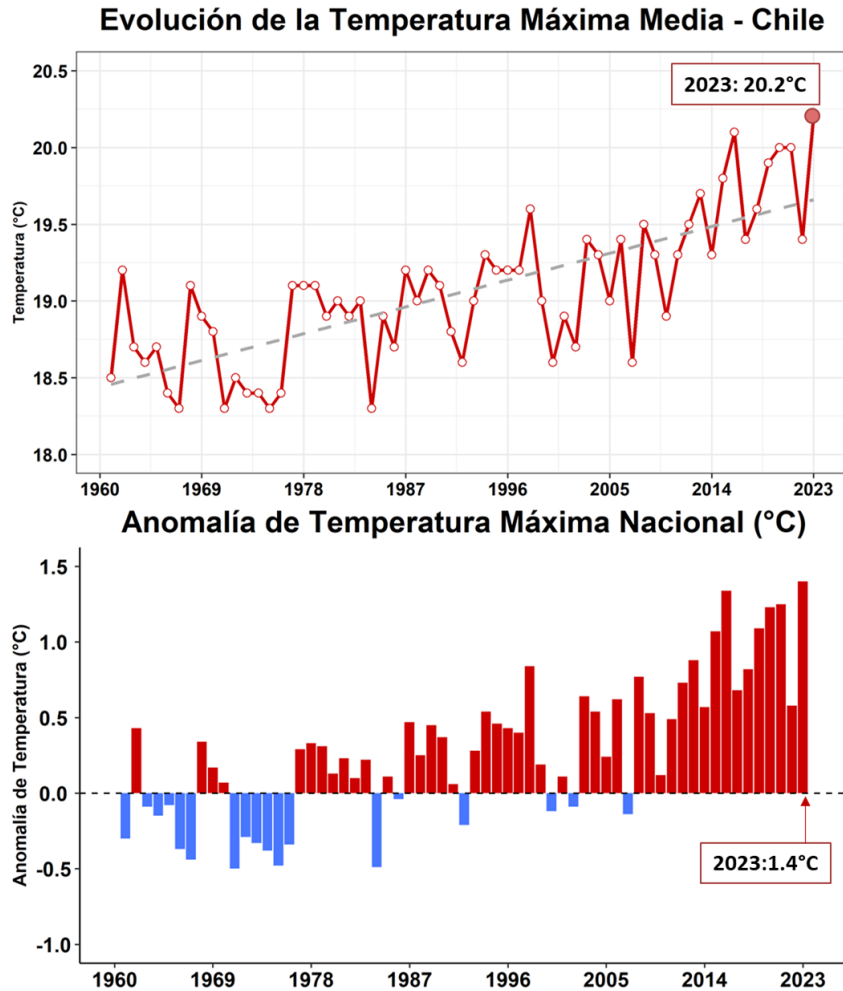 Evolución de la Temperatura Máxima Media - Chile
20.5
2023: 20.2°C
20.0
19.5
Temperatura (°C)
19.0
18.5
18.0
1960 1969 1978 1987 1996 2005 2014 2023
Anomalía de Temperatura Máxima Nacional (°C)
1.5
1.0
0.5
Anomalía de Temperatura (°C)
0.0
2023:1.4°C
-0.5
-1.0
1960 1969 1978 1987 1996 2005 2014 2023